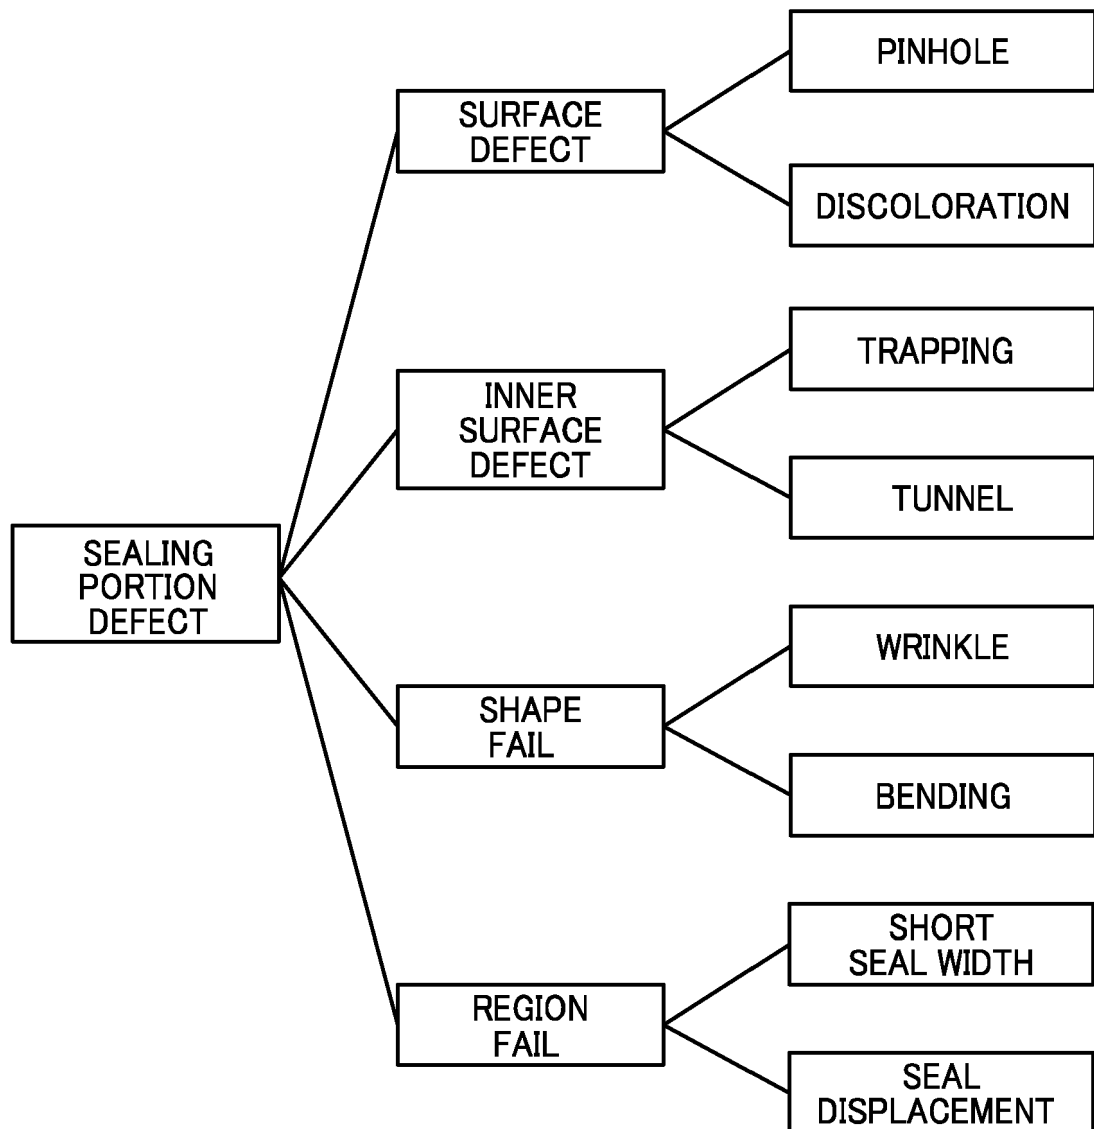 PINHOLE
SURFACE
DEFECT
DISCOLORATION
TRAPPING
INNER
SURFACE
DEFECT
TUNNEL
SEALING
PORTION
DEFECT
WRINKLE
SHAPE
FAIL
BENDING
SHORT
SEAL WIDTH
REGION
FAIL
SEAL
DISPLACEMENT